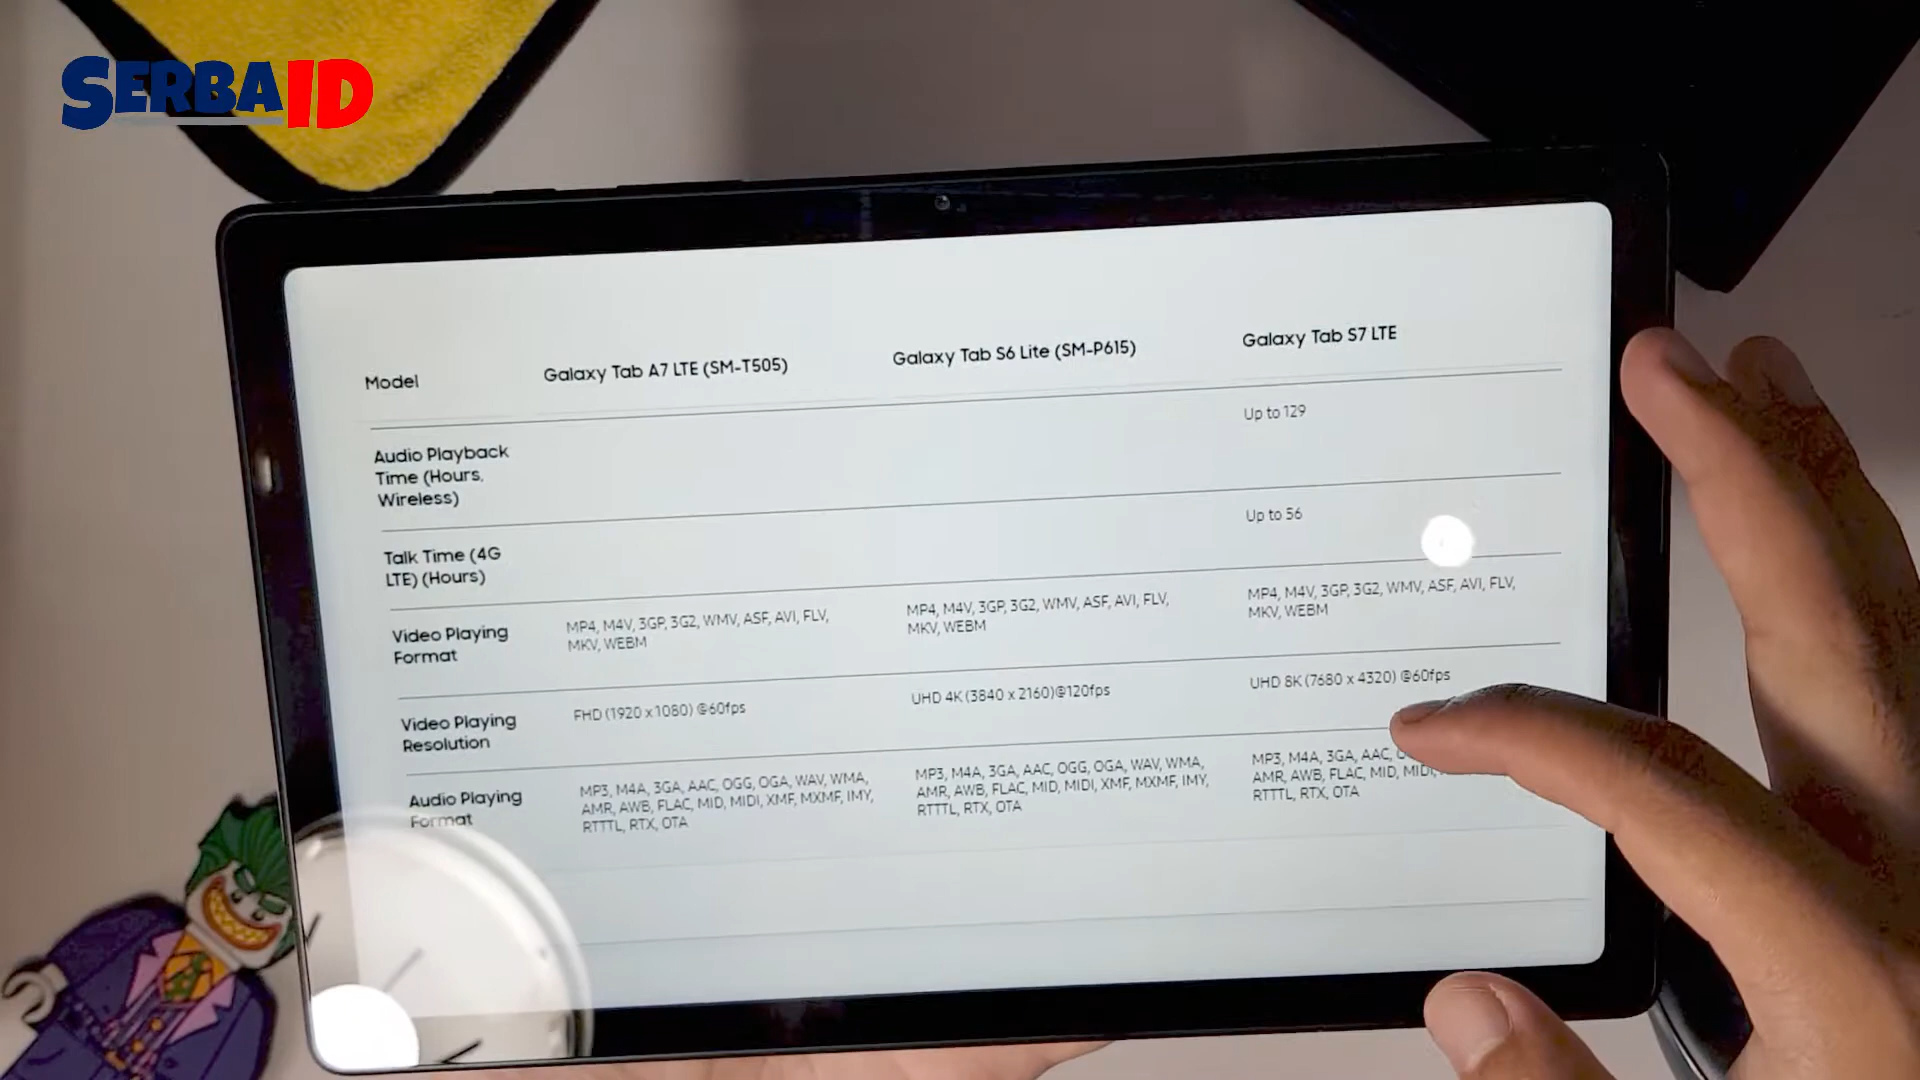 SERBAID
Model
Galaxy Tab A7 LTE (SM-T505)
Galaxy Tab S6 Lite (SM-P615)
Galaxy Tab S7 LTE
Audio Playback
Time (Hours,
Wireless)
Up to 129
Talk Time (4G
LTE) (Hours)
Up to 56
Video Playing
Format
MP4, M4V, 3GP, 3G2, WMV, ASF, AVI, FLV,
MKV, WEBM
MP4, M4V, 3GP, 3G2, WMV, ASF, AVI, FLV,
MKV, WEBM
MP4, M4V, 3GP, 3G2, WMV, ASF, AVI, FLV,
MKV, WEBM
Video Playing
Resolution
FHD (1920 x 1080) @60fps
UHD 4K (3840 x 2160)@120fps
UHD 8K (7680 x 4320) @60fps
Audio Playing
Format
MP3, M4A, 3GA, AAC, OGG, OGA, WAV, WMA,
AMR, AWB, FLAC, MID, MIDI, XMF, MXMF, IMY,
RTTTL, RTX, OTA
MP3, M4A, 3GA, AAC, OGG, OGA, WAV, WMA,
AMR, AWB, FLAC, MID, MIDI, XMF, MXMF, IMY,
RTTTL, RTX, OTA
MP3, M4A, 3GA, AAC,
AMR, AWB, FLAC, MID, MIDI,
RTTTL, RTX, OTA